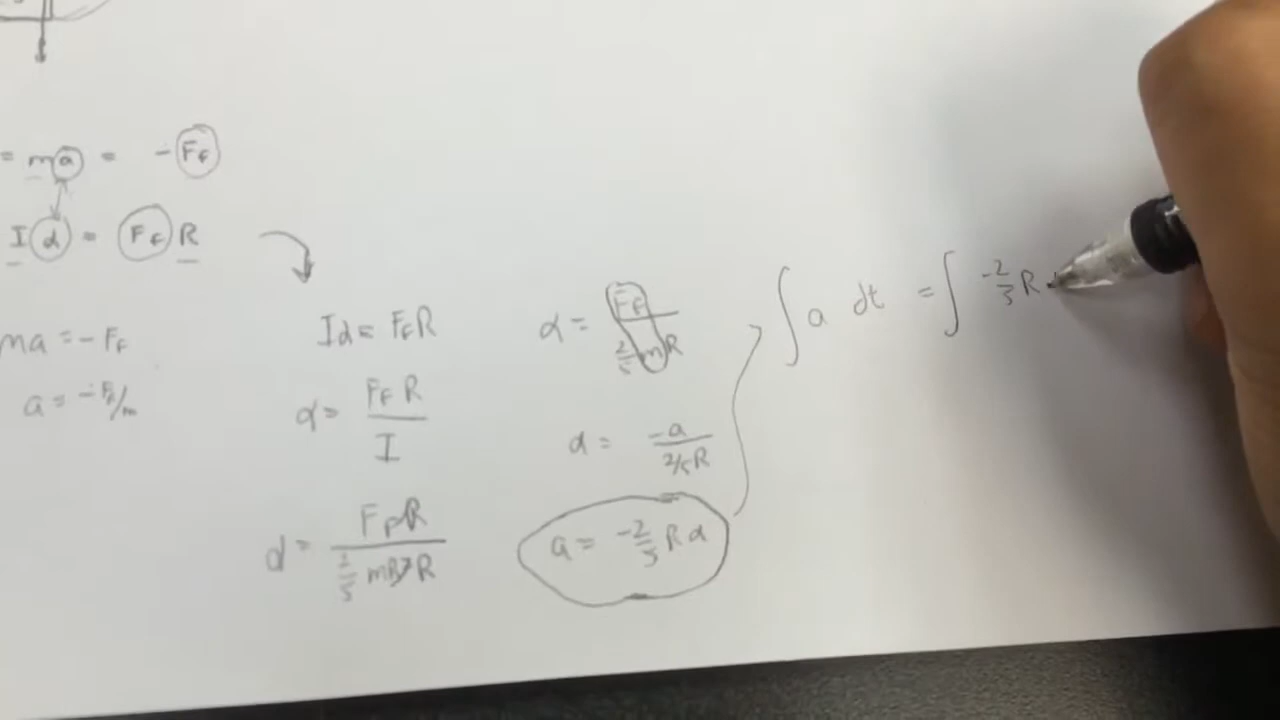 = ma = - Ff
Iα = Ff R
ma = - Ff
a = - Ff/m
Iα = Ff R
α = Ff R / I
α = Ff R / 2/5 mR² R
α = Ff / 2/5 mR
α = -a / 2/5 R
a = -2/5 R α
∫ a dt = ∫ -2/5 R